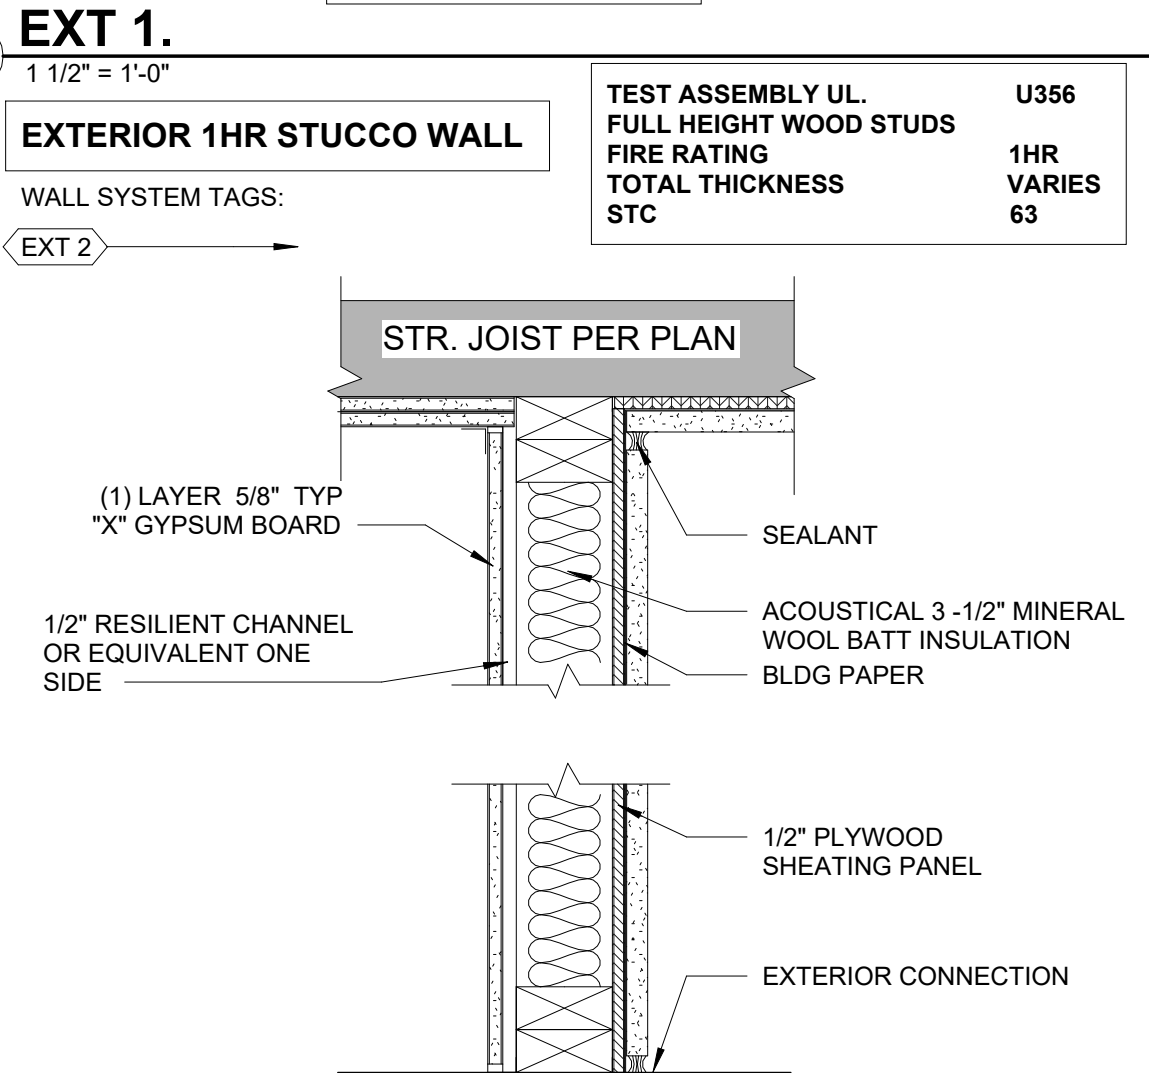 EXT 1.
1 1/2" = 1'-0"
EXTERIOR 1HR STUCCO WALL
TEST ASSEMBLY UL. U356
FULL HEIGHT WOOD STUDS
FIRE RATING 1HR
TOTAL THICKNESS VARIES
STC 63
WALL SYSTEM TAGS:
EXT 2
STR. JOIST PER PLAN
(1) LAYER 5/8" TYP
"X" GYPSUM BOARD
1/2" RESILIENT CHANNEL
OR EQUIVALENT ONE
SIDE
SEALANT
ACOUSTICAL 3 -1/2" MINERAL
WOOL BATT INSULATION
BLDG PAPER
1/2" PLYWOOD
SHEATING PANEL
EXTERIOR CONNECTION